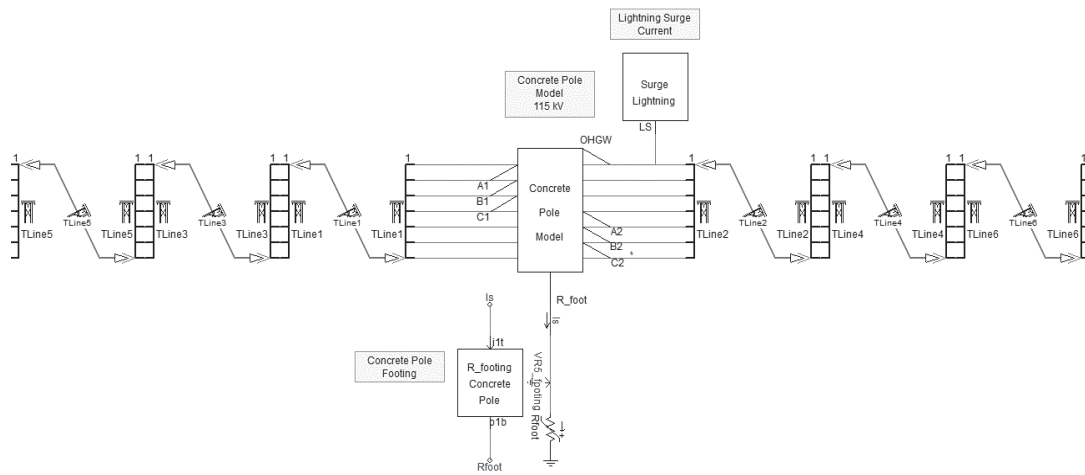 Lightning Surge
Current
Concrete Pole
Model
115 kV
Surge
Lightning
LS
OHGW
1
1 1
1 1
1
1
1 1
1 1
1
A1
B1
C1
Concrete
Pole
Model
A2
B2
C2 *
TLine5
TLine5
TLine5
TLine3
TLine3
TLine3
TLine1
TLine1
TLine1
TLine2
TLine2
TLine2
TLine4
TLine4
TLine4
TLine6
TLine6
TLine6
R_foot
Is
Is
j1t
Concrete Pole
Footing
R_footing
Concrete
Pole
b1b
Rfoot
VR5_footing Rfoot
+